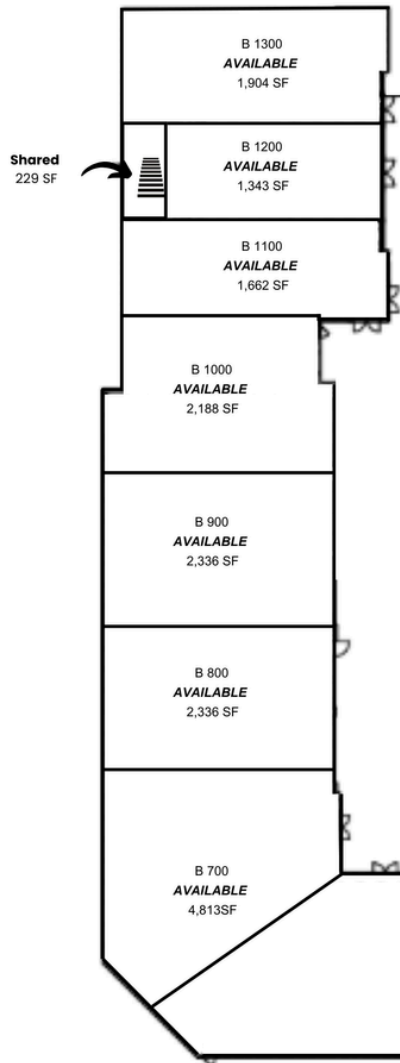 B 1300
AVAILABLE
1,904 SF
Shared
229 SF
B 1200
AVAILABLE
1,343 SF
B 1100
AVAILABLE
1,662 SF
B 1000
AVAILABLE
2,188 SF
B 900
AVAILABLE
2,336 SF
B 800
AVAILABLE
2,336 SF
B 700
AVAILABLE
4,813SF